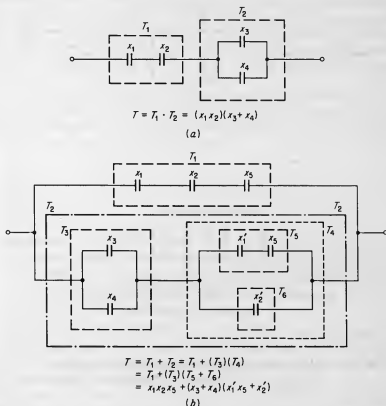 T₁
T₂
x₁ x₂
x₃
x₄
T = T₁ · T₂ = (x₁x₂)(x₃+x₄)
(a)
T₁
x₁ x₂ x₅
T₂ T₂
T₃ T₄
x₃
x₄
x₁′ x₅ T₅
x₂′ T₆
T = T₁ + T₂ = T₁ + (T₃)(T₄)
= T₁ + (T₃)(T₅ + T₆)
= x₁x₂x₅ + (x₃+x₄)(x₁′x₅ + x₂′)
(b)